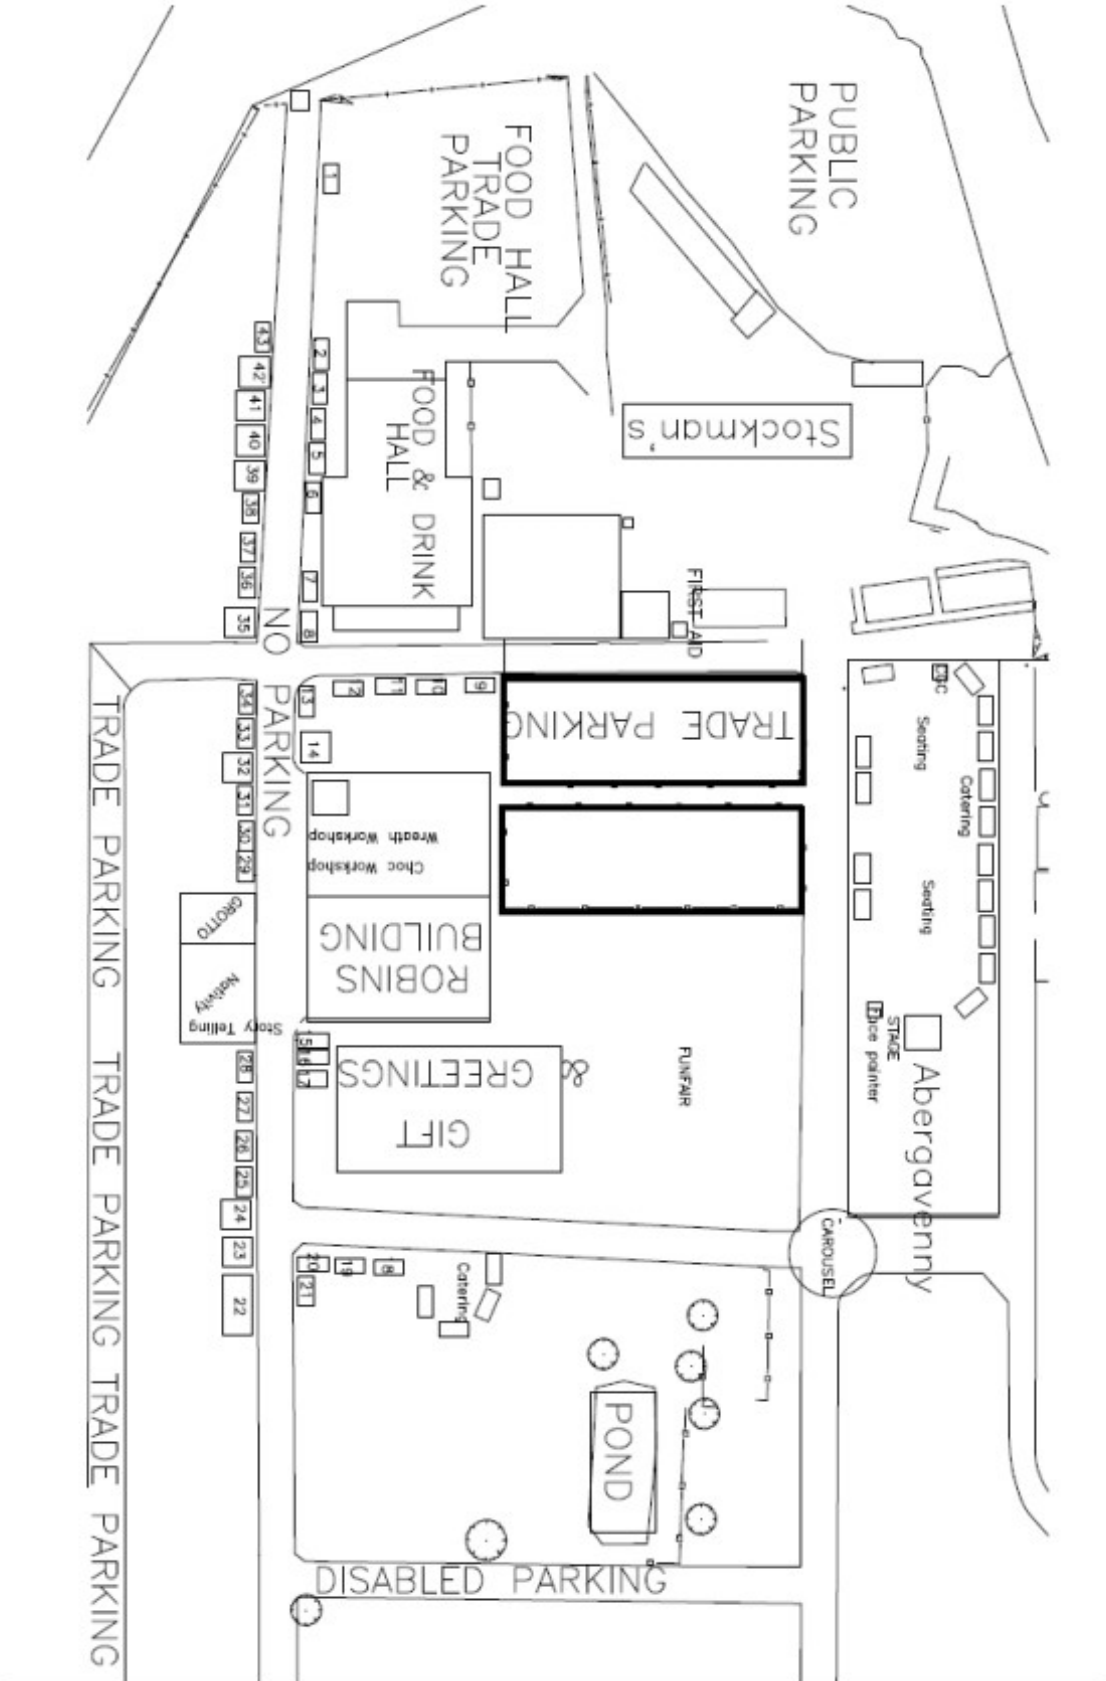 PUBLIC
PARKING
FOOD HALL
TRADE
PARKING
1
43
42
41
40
39
38
37
36
35
2
3
4
5
6
7
8
FOOD & DRINK
HALL
Stockman's
FIRST AID
NO PARKING
TRADE PARKING
TRADE PARKING
TRADE PARKING
TRADE PARKING
TRADE PARKING
34
33
32
31
30
29
13
12
11
10
9
14
Wreath Workshop
Choc Workshop
ROBINS
BUILDING
GROTTO
Nativity
Story Telling
15
16
17
GIFT
& GREETINGS
FUNFAIR
Seating
Catering
Seating
STAGE
Face painter
Abergavenny
CAROUSEL
28
27
26
25
24
23
22
20
19
18
21
Catering
POND
DISABLED PARKING